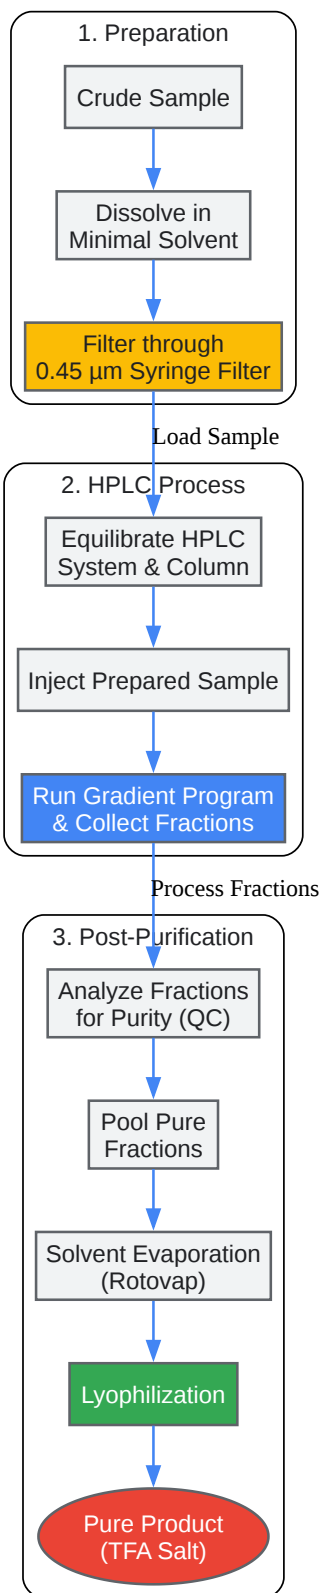 1. Preparation
Crude Sample
Dissolve in
Minimal Solvent
Filter through
0.45 µm Syringe Filter
Load Sample
2. HPLC Process
Equilibrate HPLC
System & Column
Inject Prepared Sample
Run Gradient Program
& Collect Fractions
Process Fractions
3. Post-Purification
Analyze Fractions
for Purity (QC)
Pool Pure
Fractions
Solvent Evaporation
(Rotovap)
Lyophilization
Pure Product
(TFA Salt)